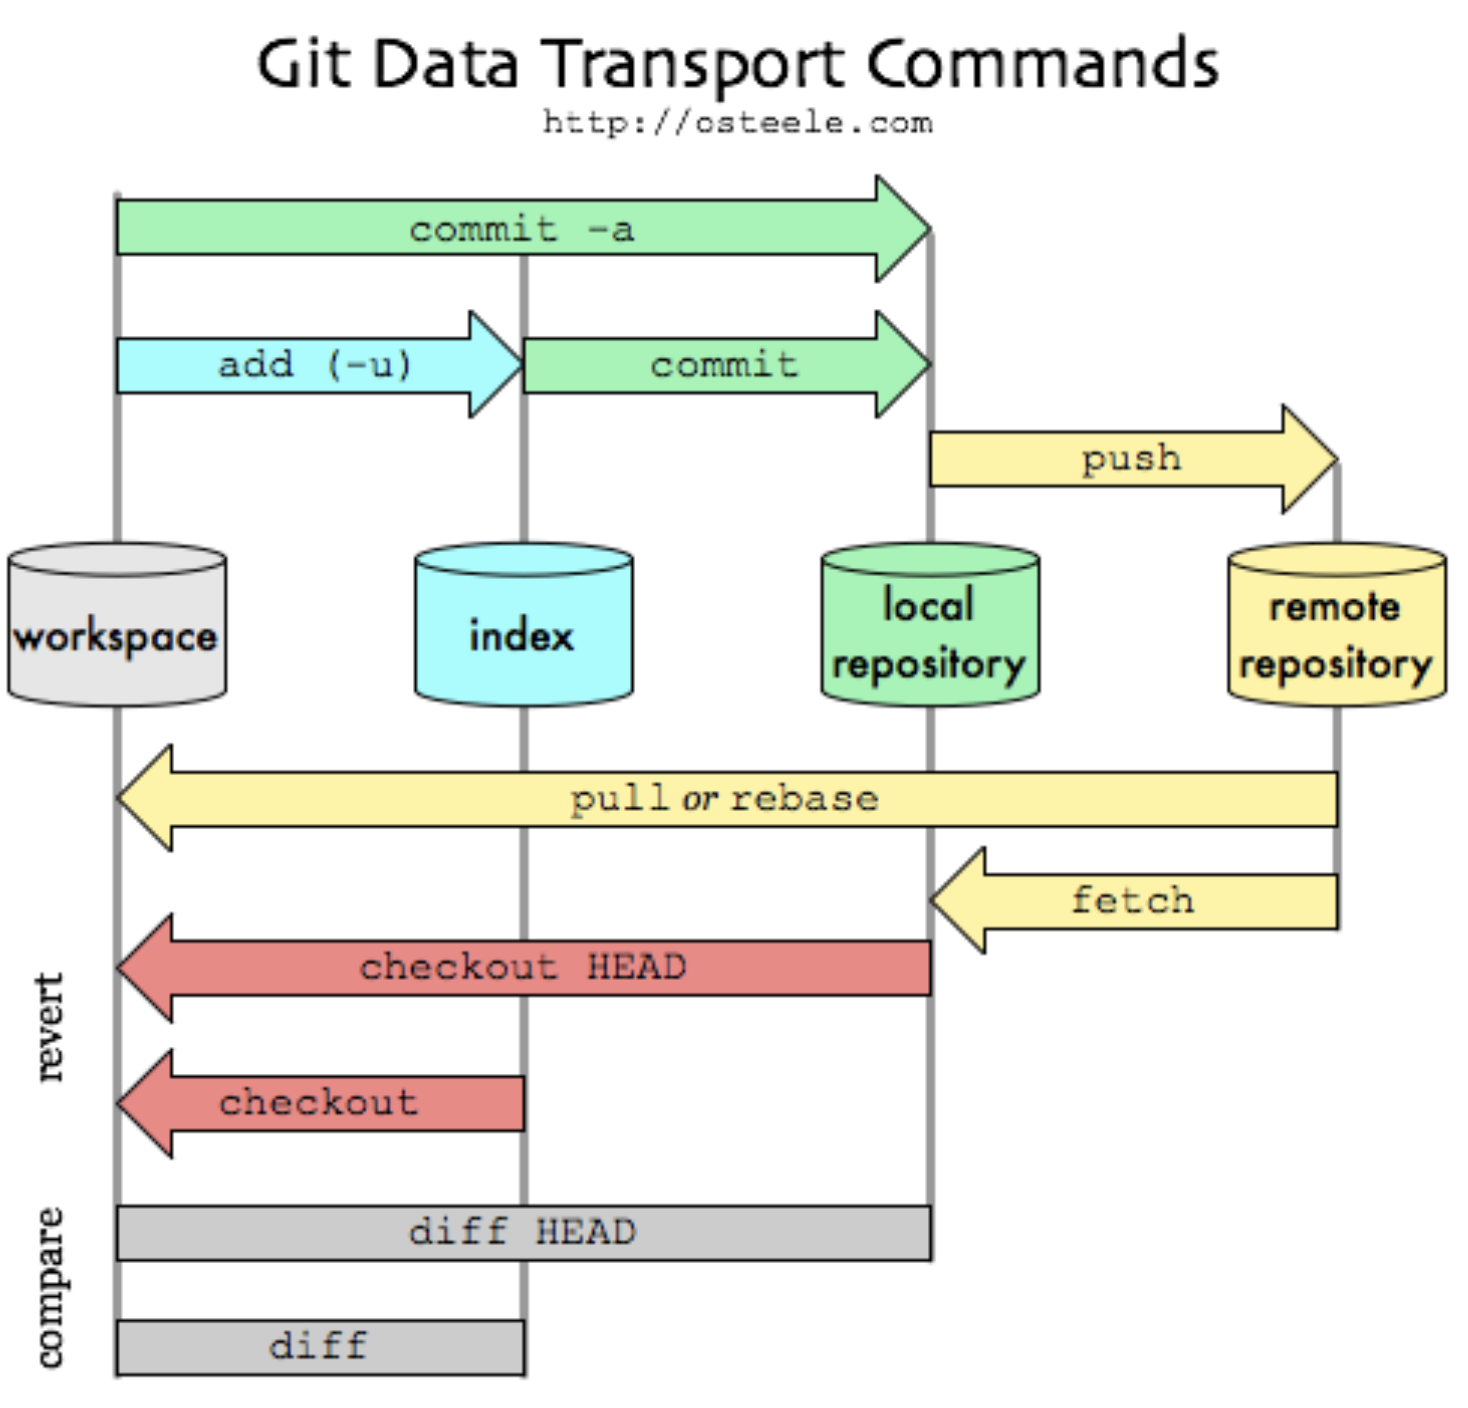 Git Data Transport Commands
http://osteele.com
commit -a
add (-u)
commit
push
workspace
index
local
repository
remote
repository
pull or rebase
fetch
revert
checkout HEAD
checkout
compare
diff HEAD
diff